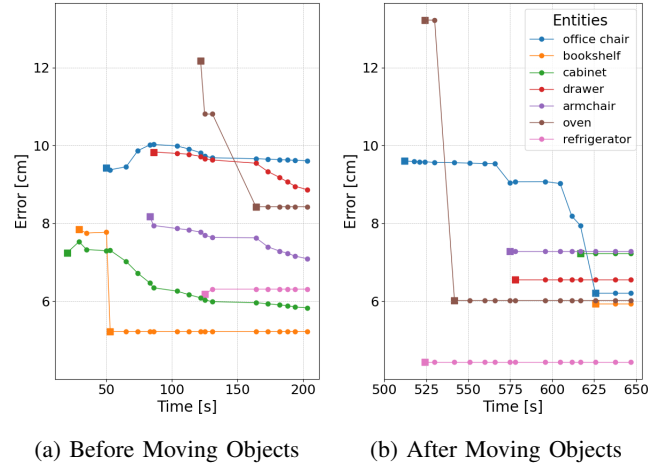 Error [cm]
12
10
8
6
50 100 150 200
Time [s]
(a) Before Moving Objects
Error [cm]
12
10
8
6
500 525 550 575 600 625 650
Time [s]
Entities
office chair
bookshelf
cabinet
drawer
armchair
oven
refrigerator
(b) After Moving Objects